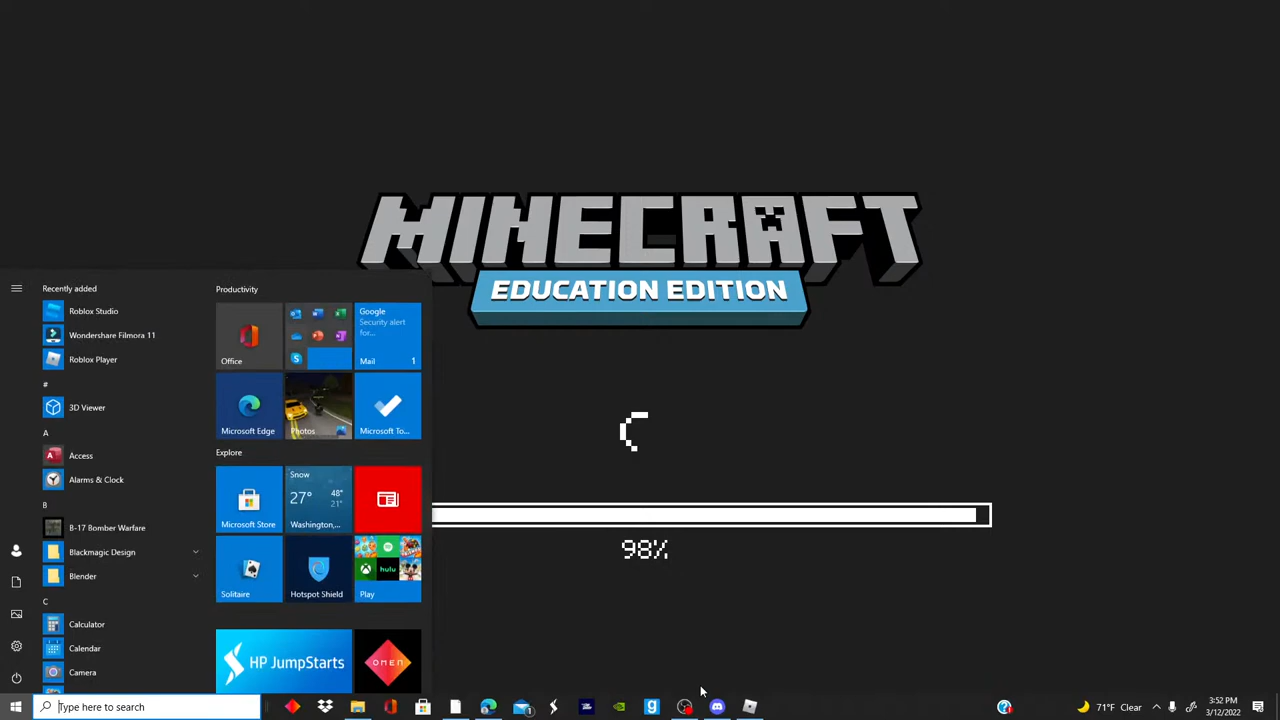 MINECRAFT
EDUCATION EDITION
98%
Recently added
Roblox Studio
Wondershare Filmora 11
Roblox Player
#
3D Viewer
A
Access
Alarms & Clock
B
B-17 Bomber Warfare
Blackmagic Design
Blender
C
Calculator
Calendar
Camera
Productivity
Office
Google
Security alert
for...
Mail 1
Microsoft Edge
Photos
Microsoft To...
Explore
Microsoft Store
Snow
27° 48°
21°
Washington,...
Solitaire
Hotspot Shield
hulu
Play
HP JumpStarts
OMEN
Type here to search
71°F Clear
3:52 PM
3/12/2022